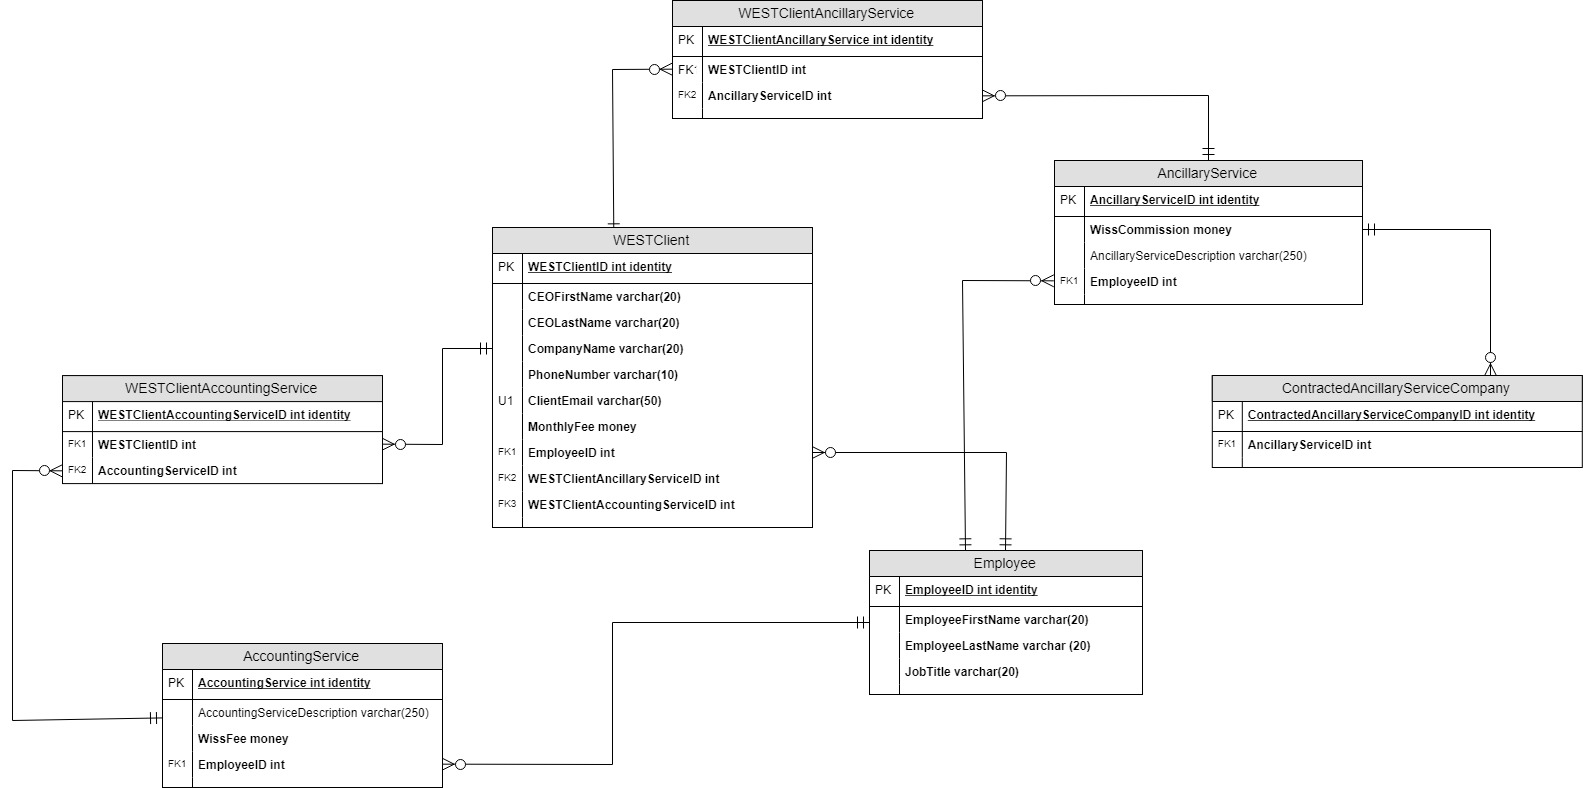 WESTClientAncillaryService
PK WESTClientAncillaryService int identity
FK1 WESTClientID int
FK2 AncillaryServiceID int
AncillaryService
PK AncillaryServiceID int identity
WissCommission money
AncillaryServiceDescription varchar(250)
FK1 EmployeeID int
WESTClient
PK WESTClientID int identity
CEOFirstName varchar(20)
CEOLastName varchar(20)
CompanyName varchar(20)
PhoneNumber varchar(10)
U1 ClientEmail varchar(50)
MonthlyFee money
FK1 EmployeeID int
FK2 WESTClientAncillaryServiceID int
FK3 WESTClientAccountingServiceID int
WESTClientAccountingService
PK WESTClientAccountingServiceID int identity
FK1 WESTClientID int
FK2 AccountingServiceID int
ContractedAncillaryServiceCompany
PK ContractedAncillaryServiceCompanyID int identity
FK1 AncillaryServiceID int
Employee
PK EmployeeID int identity
EmployeeFirstName varchar(20)
EmployeeLastName varchar (20)
JobTitle varchar(20)
AccountingService
PK AccountingService int identity
AccountingServiceDescription varchar(250)
WissFee money
FK1 EmployeeID int